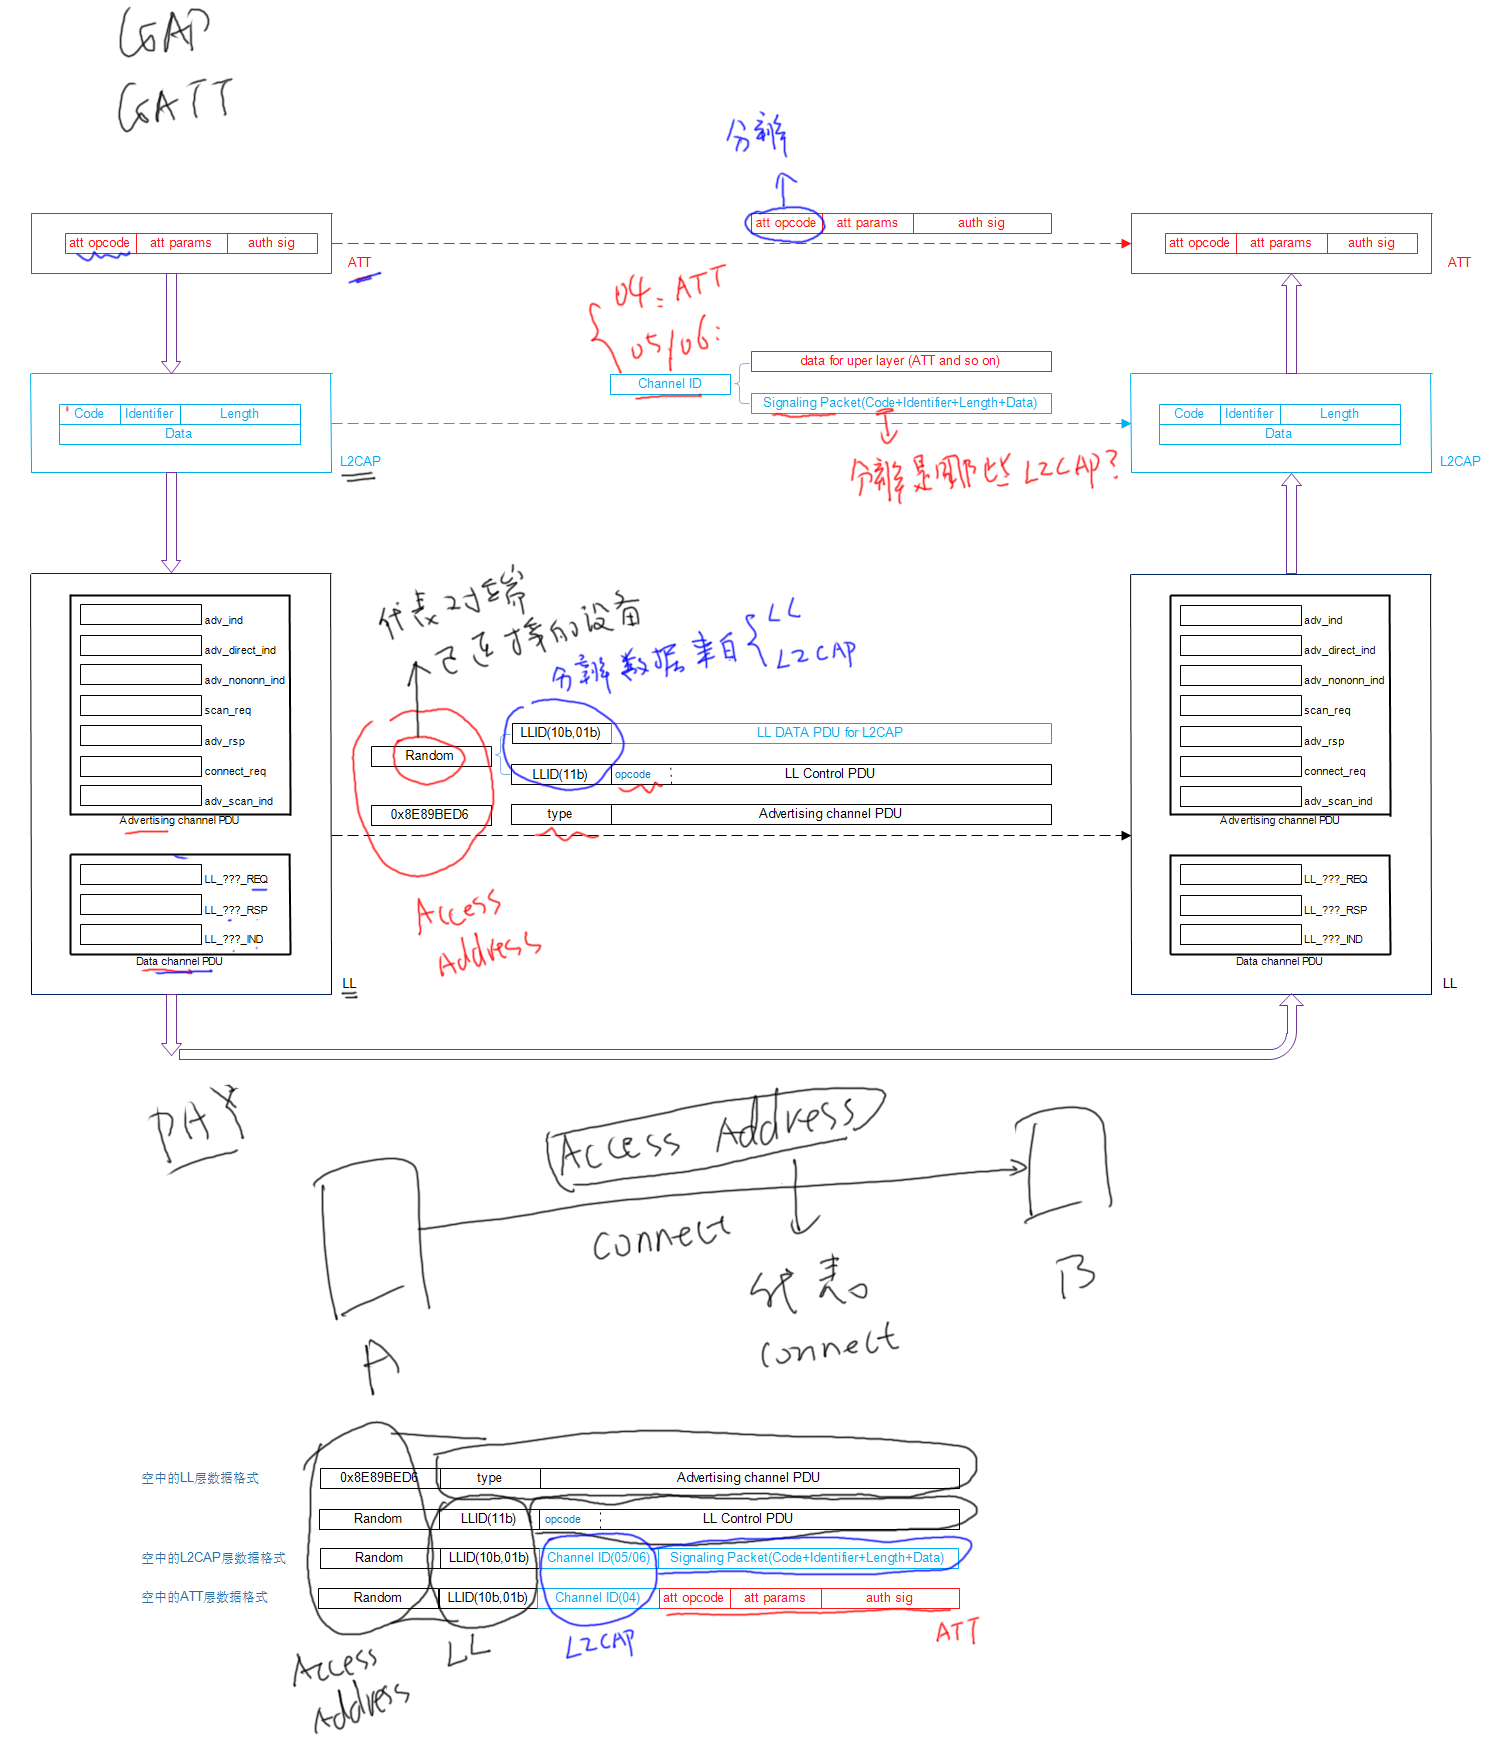 GAP
GATT
分辨
att opcode att params auth sig
att opcode att params auth sig
att opcode att params auth sig
ATT
ATT
04: ATT
05/06:
data for uper layer (ATT and so on)
Channel ID
Signaling Packet(Code+Identifier+Length+Data)
Code Identifier Length
Data
L2CAP
Code Identifier Length
Data
L2CAP
分辨是哪些L2CAP?
代表对端
已连接的设备
分辨数据来自
LL
L2CAP
adv_ind
adv_direct_ind
adv_nononn_ind
scan_req
adv_rsp
connect_req
adv_scan_ind
Advertising channel PDU
LL_???_REQ
LL_???_RSP
LL_???_IND
Data channel PDU
LL
Random
LLID(10b,01b) LL DATA PDU for L2CAP
LLID(11b) opcode LL Control PDU
0x8E89BED6 type Advertising channel PDU
Access
Address
adv_ind
adv_direct_ind
adv_nononn_ind
scan_req
adv_rsp
connect_req
adv_scan_ind
Advertising channel PDU
LL_???_REQ
LL_???_RSP
LL_???_IND
Data channel PDU
LL
PHY
Access Address
connect
代表
connect
A
B
空中的LL层数据格式 0x8E89BED6 type Advertising channel PDU
Random LLID(11b) opcode LL Control PDU
空中的L2CAP层数据格式 Random LLID(10b,01b) Channel ID(05/06) Signaling Packet(Code+Identifier+Length+Data)
空中的ATT层数据格式 Random LLID(10b,01b) Channel ID(04) att opcode att params auth sig
Access
Address
LL
L2CAP
ATT